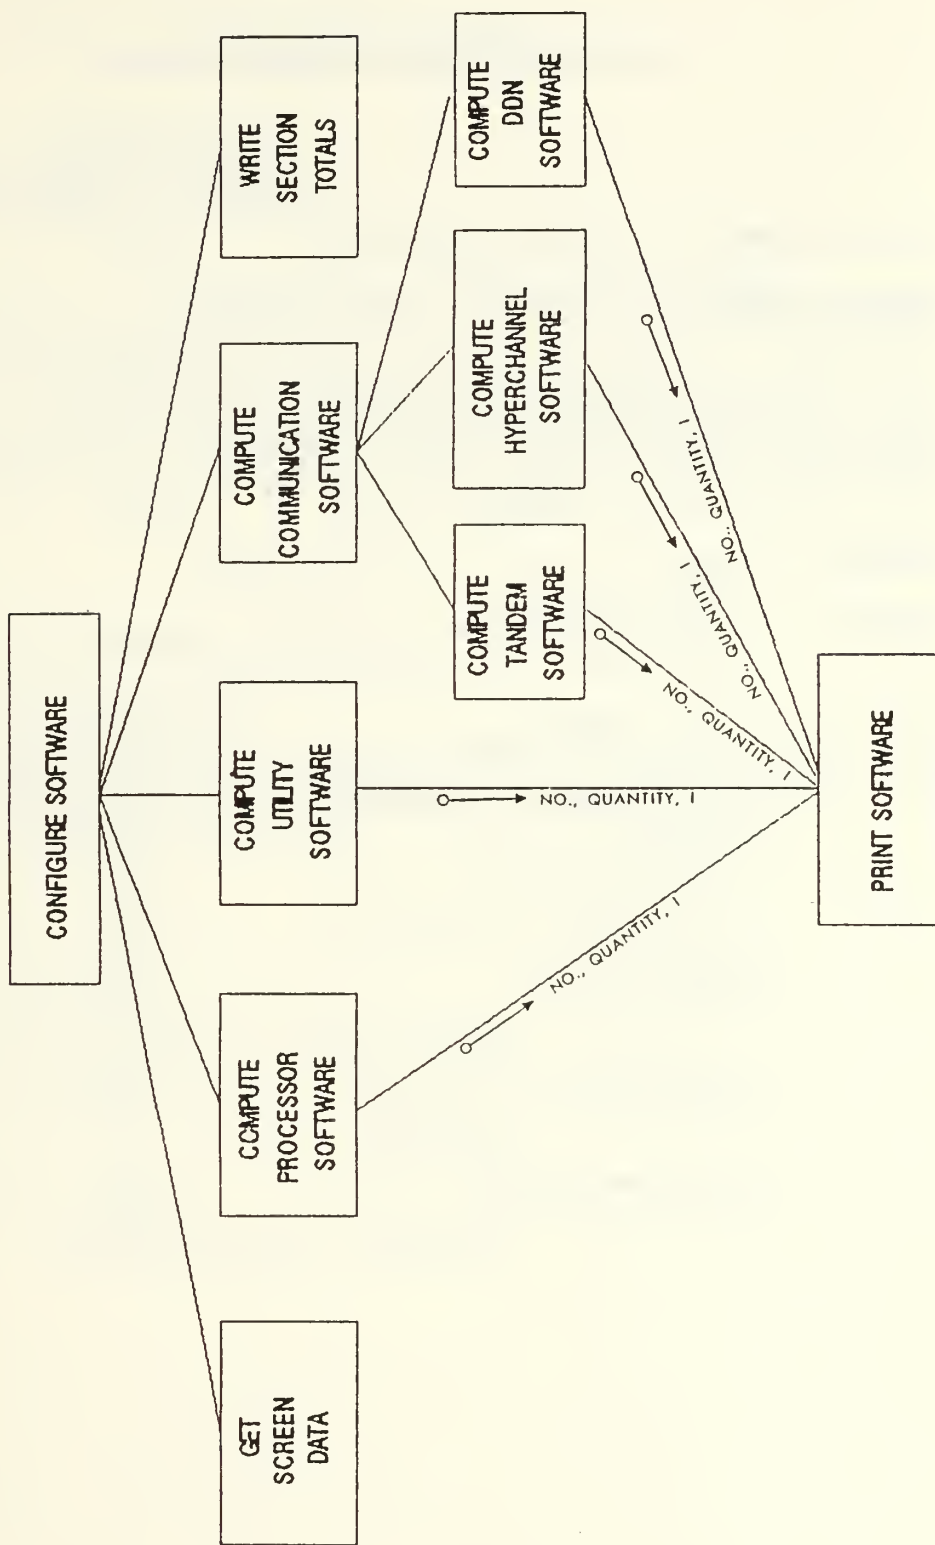 CONFIGURE SOFTWARE
GET
SCREEN
DATA
COMPUTE
PROCESSOR
SOFTWARE
COMPUTE
UTILITY
SOFTWARE
COMPUTE
COMMUNICATION
SOFTWARE
WRITE
SECTION
TOTALS
COMPUTE
TANDEM
SOFTWARE
COMPUTE
HYPERCHANNEL
SOFTWARE
COMPUTE
DDN
SOFTWARE
NO., QUANTITY, I
NO., QUANTITY, I
NO., QUANTITY, I
NO., QUANTITY, I
NO., QUANTITY, I
PRINT SOFTWARE